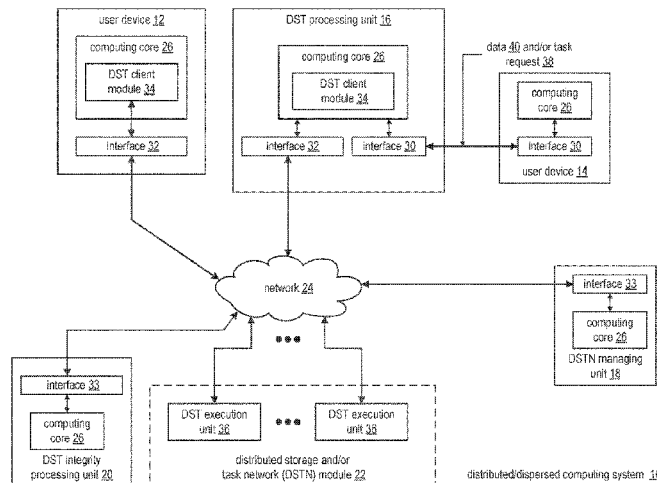 user device 12
computing core 26
DST client
module 34
interface 32
DST processing unit 16
computing core 26
DST client
module 34
interface 32
interface 30
data 40 and/or task
request 38
computing
core 26
interface 30
user device 14
network 24
interface 33
computing
core 26
DSTN managing
unit 18
interface 33
computing
core 26
DST integrity
processing unit 20
DST execution
unit 36
DST execution
unit 36
distributed storage and/or
task network (DSTN) module 22
distributed/dispersed computing system